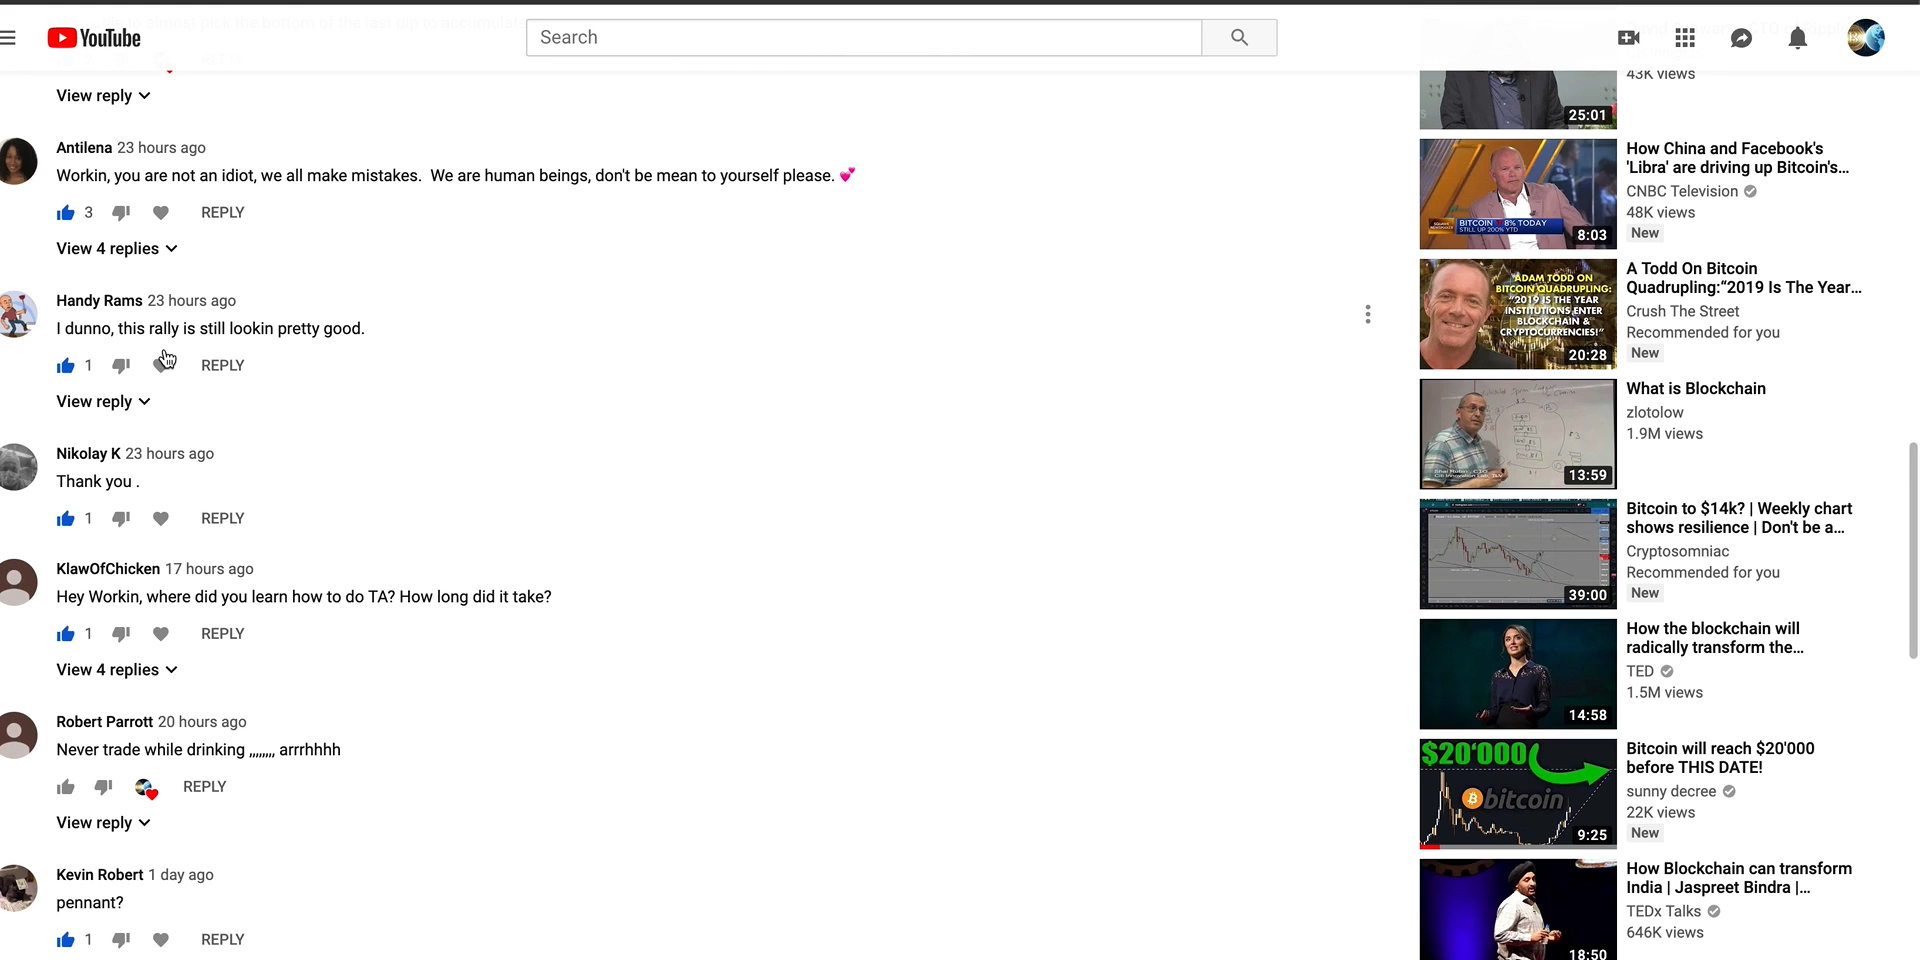 YouTube
Search
View reply
Antilena 23 hours ago
Workin, you are not an idiot, we all make mistakes.  We are human beings, don't be mean to yourself please. 💕
3 REPLY
View 4 replies
Handy Rams 23 hours ago
I dunno, this rally is still lookin pretty good.
1 REPLY
View reply
Nikolay K 23 hours ago
Thank you .
1 REPLY
KlawOfChicken 17 hours ago
Hey Workin, where did you learn how to do TA? How long did it take?
1 REPLY
View 4 replies
Robert Parrott 20 hours ago
Never trade while drinking ,,,,,,,, arrrhhhh
REPLY
View reply
Kevin Robert 1 day ago
pennant?
1 REPLY
43K views
25:01
How China and Facebook's
'Libra' are driving up Bitcoin's...
CNBC Television
48K views
New
BITCOIN 8% TODAY
STILL UP 200% YTD
8:03
A Todd On Bitcoin
Quadrupling:“2019 Is The Year...
Crush The Street
Recommended for you
New
ADAM TODD ON
BITCOIN QUADRUPLING:
“2019 IS THE YEAR
INSTITUTIONS ENTER
BLOCKCHAIN &
CRYPTOCURRENCIES!”
20:28
What is Blockchain
zlotolow
1.9M views
13:59
Bitcoin to $14k? | Weekly chart
shows resilience | Don't be a...
Cryptosomniac
Recommended for you
New
39:00
How the blockchain will
radically transform the...
TED
1.5M views
14:58
Bitcoin will reach $20'000
before THIS DATE!
sunny decree
22K views
New
$20'000
bitcoin
9:25
How Blockchain can transform
India | Jaspreet Bindra |...
TEDx Talks
646K views
18:50